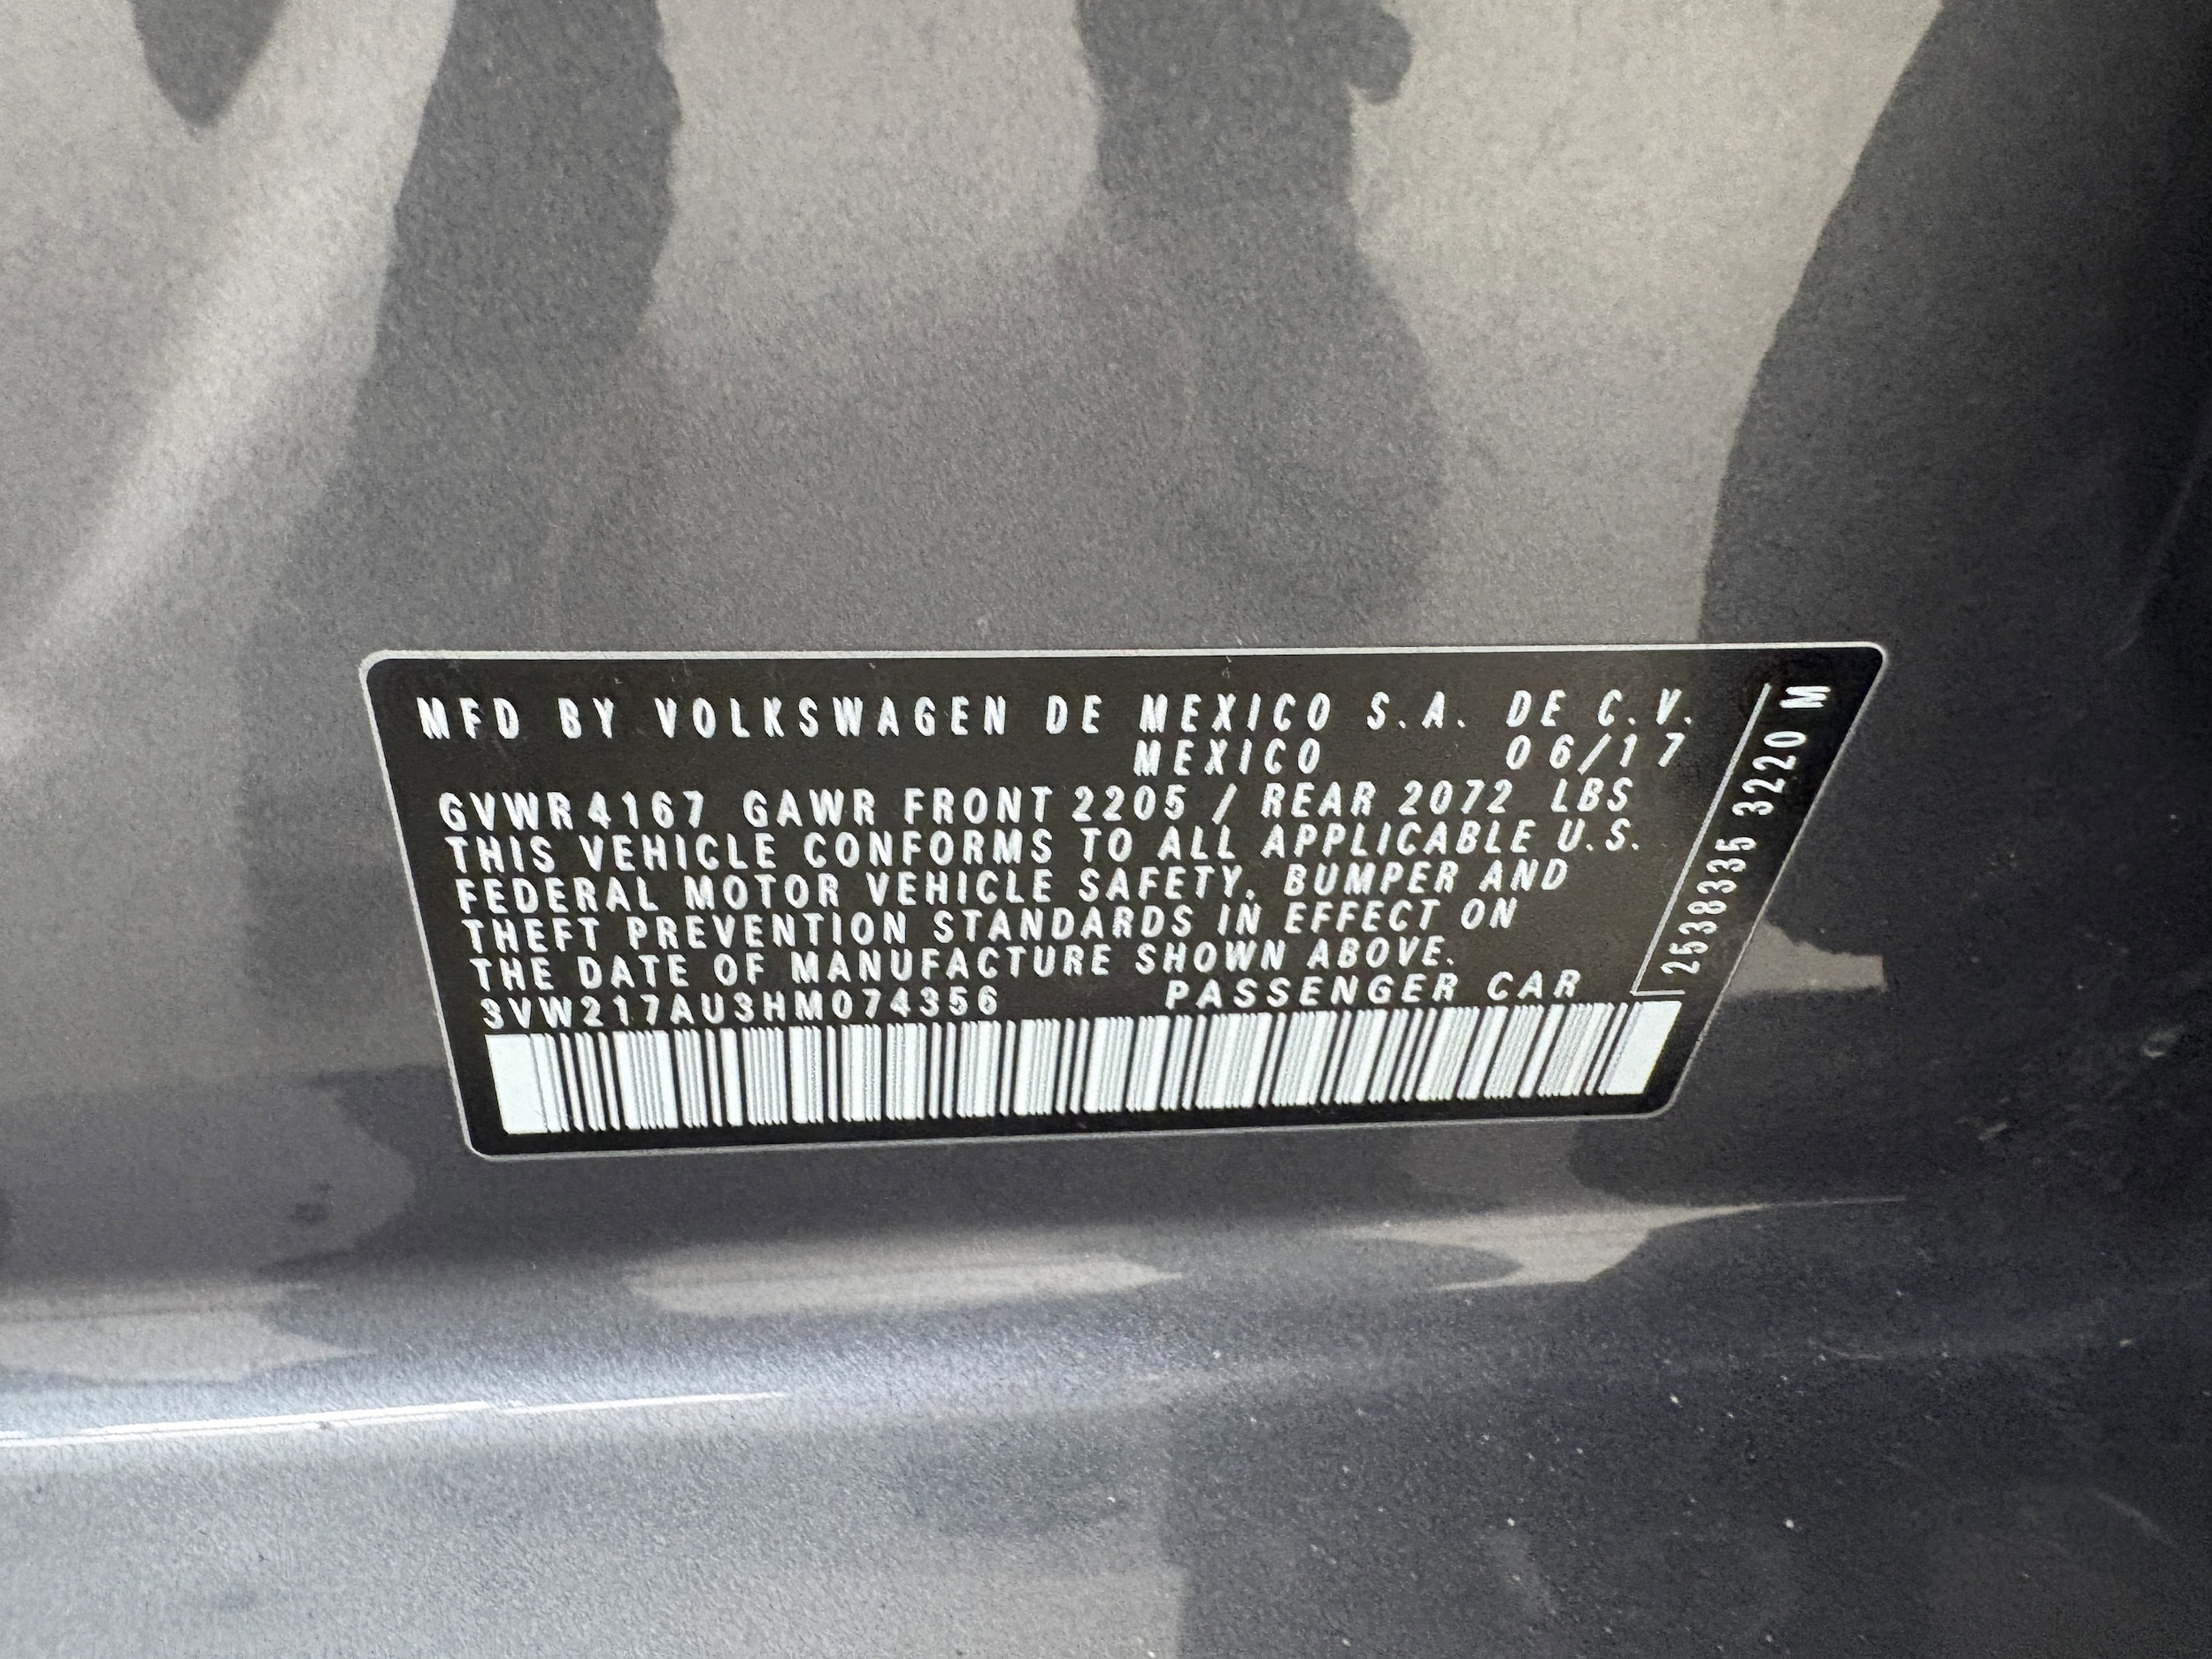 MFD BY VOLKSWAGEN DE MEXICO S.A. DE C.V.
MEXICO 06/17
GVWR 4167 GAWR FRONT 2205 / REAR 2072 LBS
THIS VEHICLE CONFORMS TO ALL APPLICABLE U.S.
FEDERAL MOTOR VEHICLE SAFETY, BUMPER AND
THEFT PREVENTION STANDARDS IN EFFECT ON
THE DATE OF MANUFACTURE SHOWN ABOVE.
3VW217AU3HM074356 PASSENGER CAR
2538335 3220 M